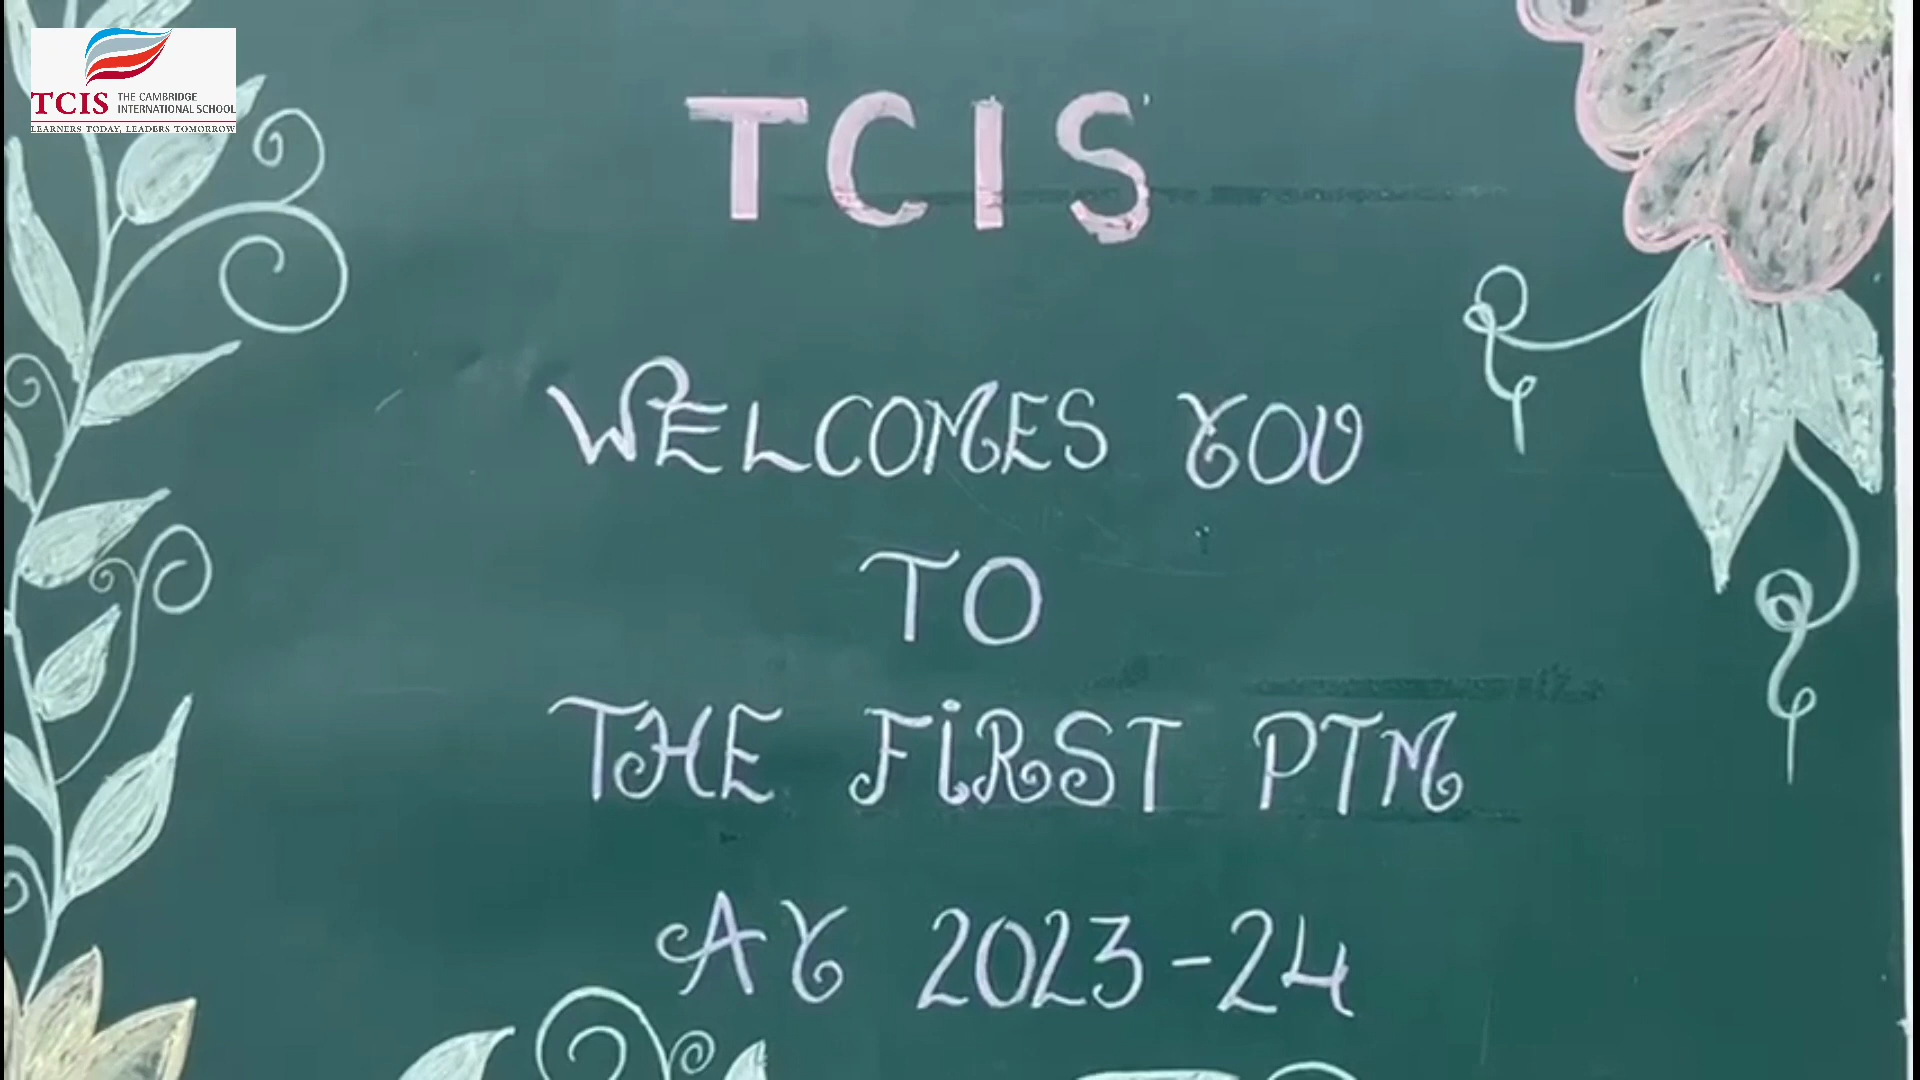 TCIS THE CAMBRIDGE
INTERNATIONAL SCHOOL
LEARNERS TODAY, LEADERS TOMORROW
TCIS
WELCOMES YOU
TO
THE FiRST PTM
AY 2023-24